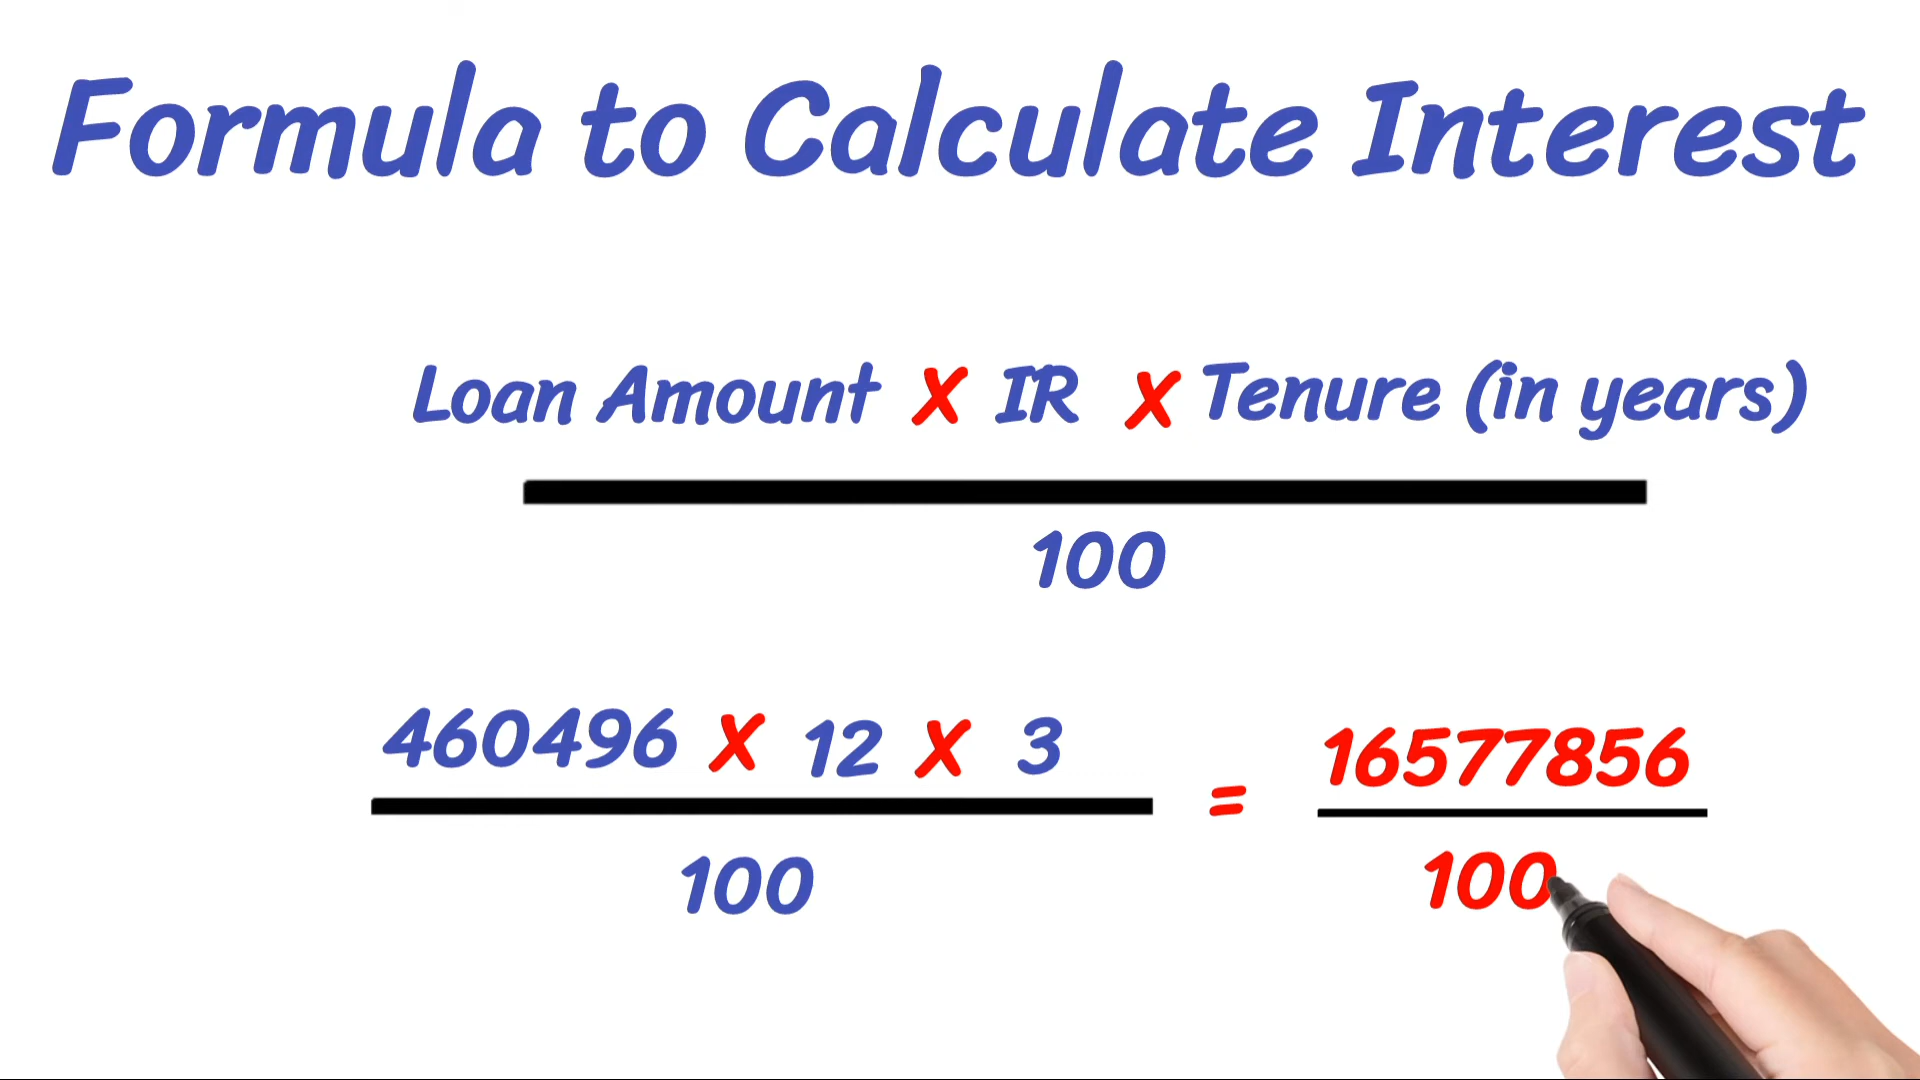 Formula to Calculate Interest
Loan Amount X IR X Tenure (in years)
100
460496 X 12 X 3 = 16577856
100 100